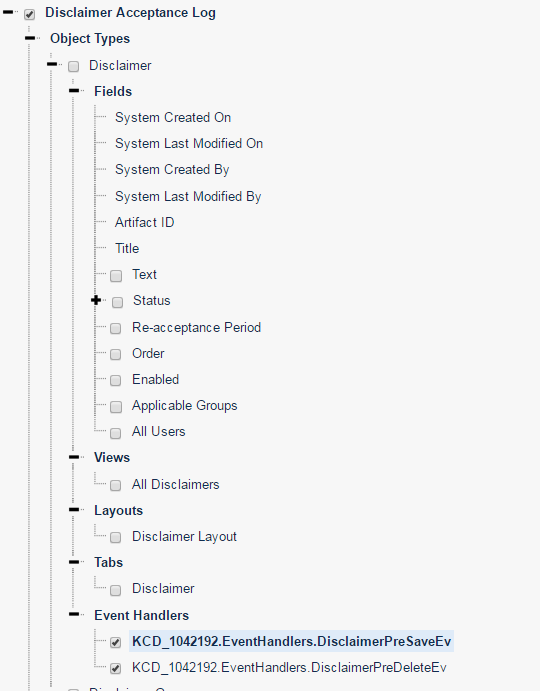 Disclaimer Acceptance Log
Object Types
Disclaimer
Fields
System Created On
System Last Modified On
System Created By
System Last Modified By
Artifact ID
Title
Text
Status
Re-acceptance Period
Order
Enabled
Applicable Groups
All Users
Views
All Disclaimers
Layouts
Disclaimer Layout
Tabs
Disclaimer
Event Handlers
KCD_1042192.EventHandlers.DisclaimerPreSaveEv
KCD_1042192.EventHandlers.DisclaimerPreDeleteEv